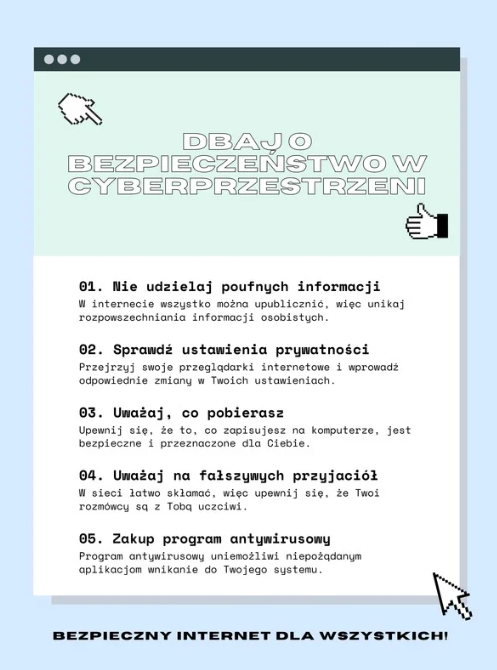 DBAJ O
BEZPIECZEŃSTWO W
CYBERPRZESTRZENI
01. Nie udzielaj poufnych informacji
W internecie wszystko można upublicznić, więc unikaj
rozpowszechniania informacji osobistych.
02. Sprawdź ustawienia prywatności
Przejrzyj swoje przeglądarki internetowe i wprowadź
odpowiednie zmiany w Twoich ustawieniach.
03. Uważaj, co pobierasz
Upewnij się, że to, co zapisujesz na komputerze, jest
bezpieczne i przeznaczone dla Ciebie.
04. Uważaj na fałszywych przyjaciół
W sieci łatwo skłamać, więc upewnij się, że Twoi
rozmówcy są z Tobą uczciwi.
05. Zakup program antywirusowy
Program antywirusowy uniemożliwi niepożądanym
aplikacjom wnikanie do Twojego systemu.
BEZPIECZNY INTERNET DLA WSZYSTKICH!